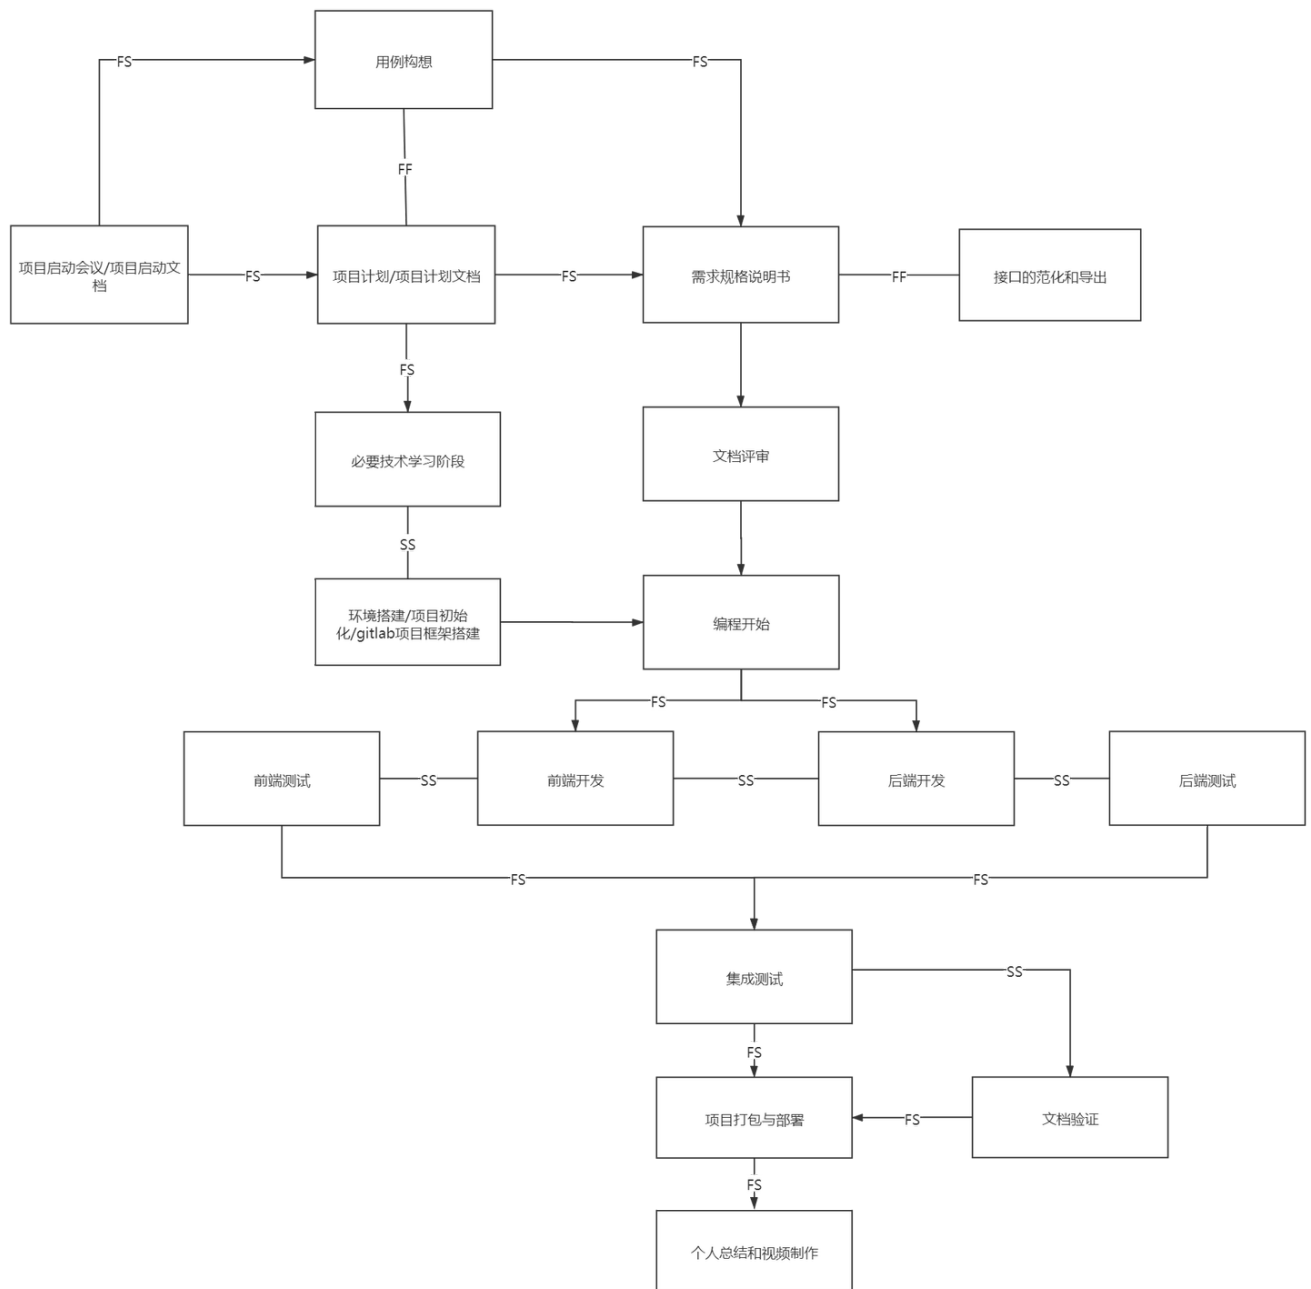 用例构想
FS
FS
FF
项目启动会议/项目启动文
档
FS
项目计划/项目计划文档
FS
需求规格说明书
FF
接口的范化和导出
FS
必要技术学习阶段
文档评审
SS
环境搭建/项目初始
化/gitlab项目框架搭建
编程开始
FS
FS
前端测试
SS
前端开发
SS
后端开发
SS
后端测试
FS
FS
集成测试
SS
FS
项目打包与部署
FS
文档验证
FS
个人总结和视频制作